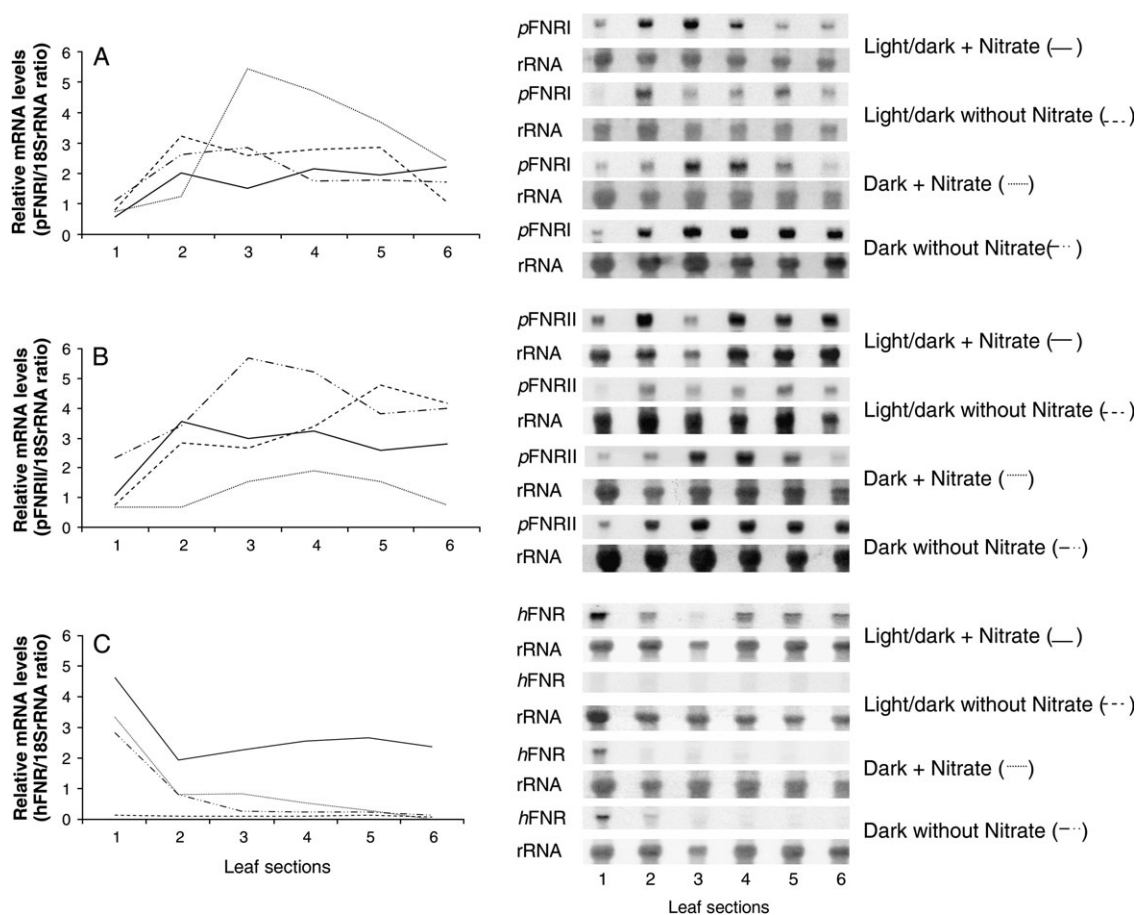 A
Relative mRNA levels
(pFNRI/18SrRNA ratio)
6
5
4
3
2
1
0
1 2 3 4 5 6
pFNRI
rRNA
Light/dark + Nitrate (—)
pFNRI
rRNA
Light/dark without Nitrate (---)
pFNRI
rRNA
Dark + Nitrate (······)
pFNRI
rRNA
Dark without Nitrate(–··)
B
Relative mRNA levels
(pFNRII/18SrRNA ratio)
6
5
4
3
2
1
0
1 2 3 4 5 6
pFNRII
rRNA
Light/dark + Nitrate (—)
pFNRII
rRNA
Light/dark without Nitrate (---)
pFNRII
rRNA
Dark + Nitrate (······)
pFNRII
rRNA
Dark without Nitrate (–··)
C
Relative mRNA levels
(hFNR/18SrRNA ratio)
6
5
4
3
2
1
0
1 2 3 4 5 6
Leaf sections
hFNR
rRNA
Light/dark + Nitrate (—)
hFNR
rRNA
Light/dark without Nitrate (---)
hFNR
rRNA
Dark + Nitrate (······)
hFNR
rRNA
Dark without Nitrate (–··)
1 2 3 4 5 6
Leaf sections